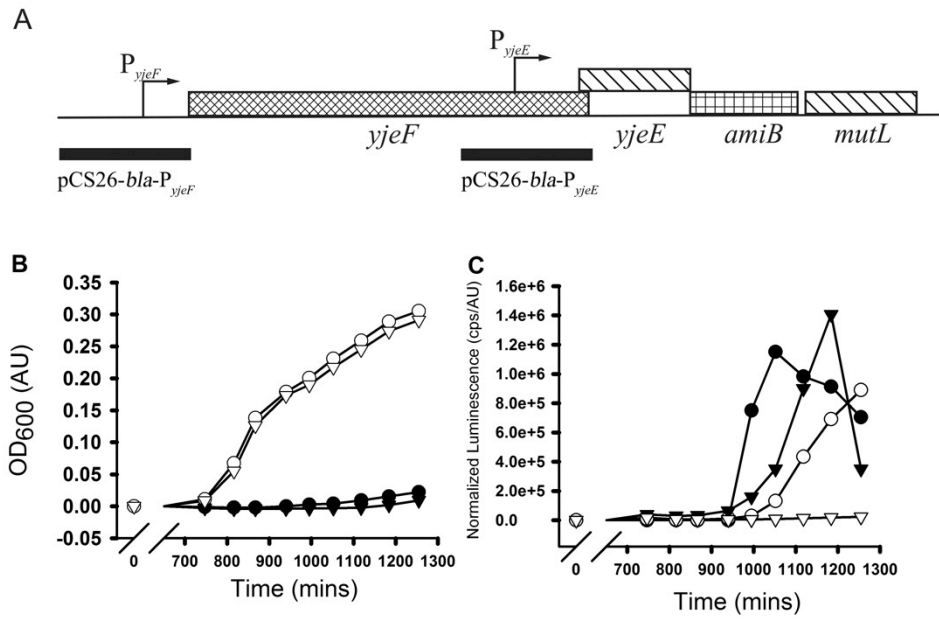 A
P yjeF
P yjeE
yjeF yjeE amiB mutL
pCS26-bla-P yjeF
pCS26-bla-P yjeE
B
OD600 (AU)
0.35
0.30
0.25
0.20
0.15
0.10
0.05
0.00
-0.05
0 700 800 900 1000 1100 1200 1300
Time (mins)
C
Normalized Luminescence (cps/AU)
1.6e+6
1.4e+6
1.2e+6
1.0e+6
8.0e+5
6.0e+5
4.0e+5
2.0e+5
0.0
0 700 800 900 1000 1100 1200 1300
Time (mins)